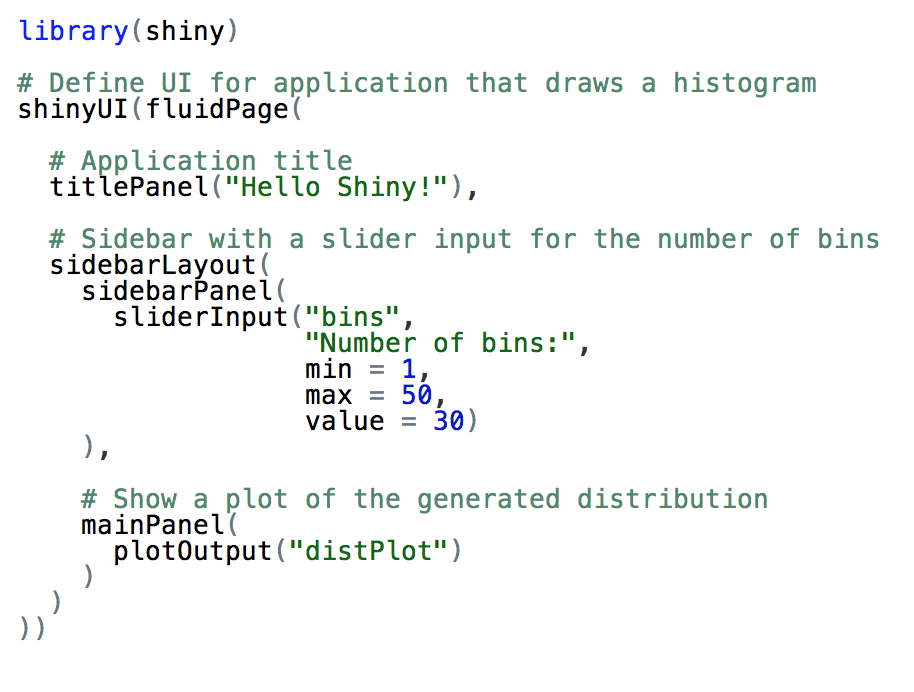 library(shiny)
# Define UI for application that draws a histogram
shinyUI(fluidPage(
  # Application title
  titlePanel("Hello Shiny!"),
  # Sidebar with a slider input for the number of bins
  sidebarLayout(
    sidebarPanel(
      sliderInput("bins",
                  "Number of bins:",
                  min = 1,
                  max = 50,
                  value = 30)
    ),
    # Show a plot of the generated distribution
    mainPanel(
      plotOutput("distPlot")
    )
  )
))